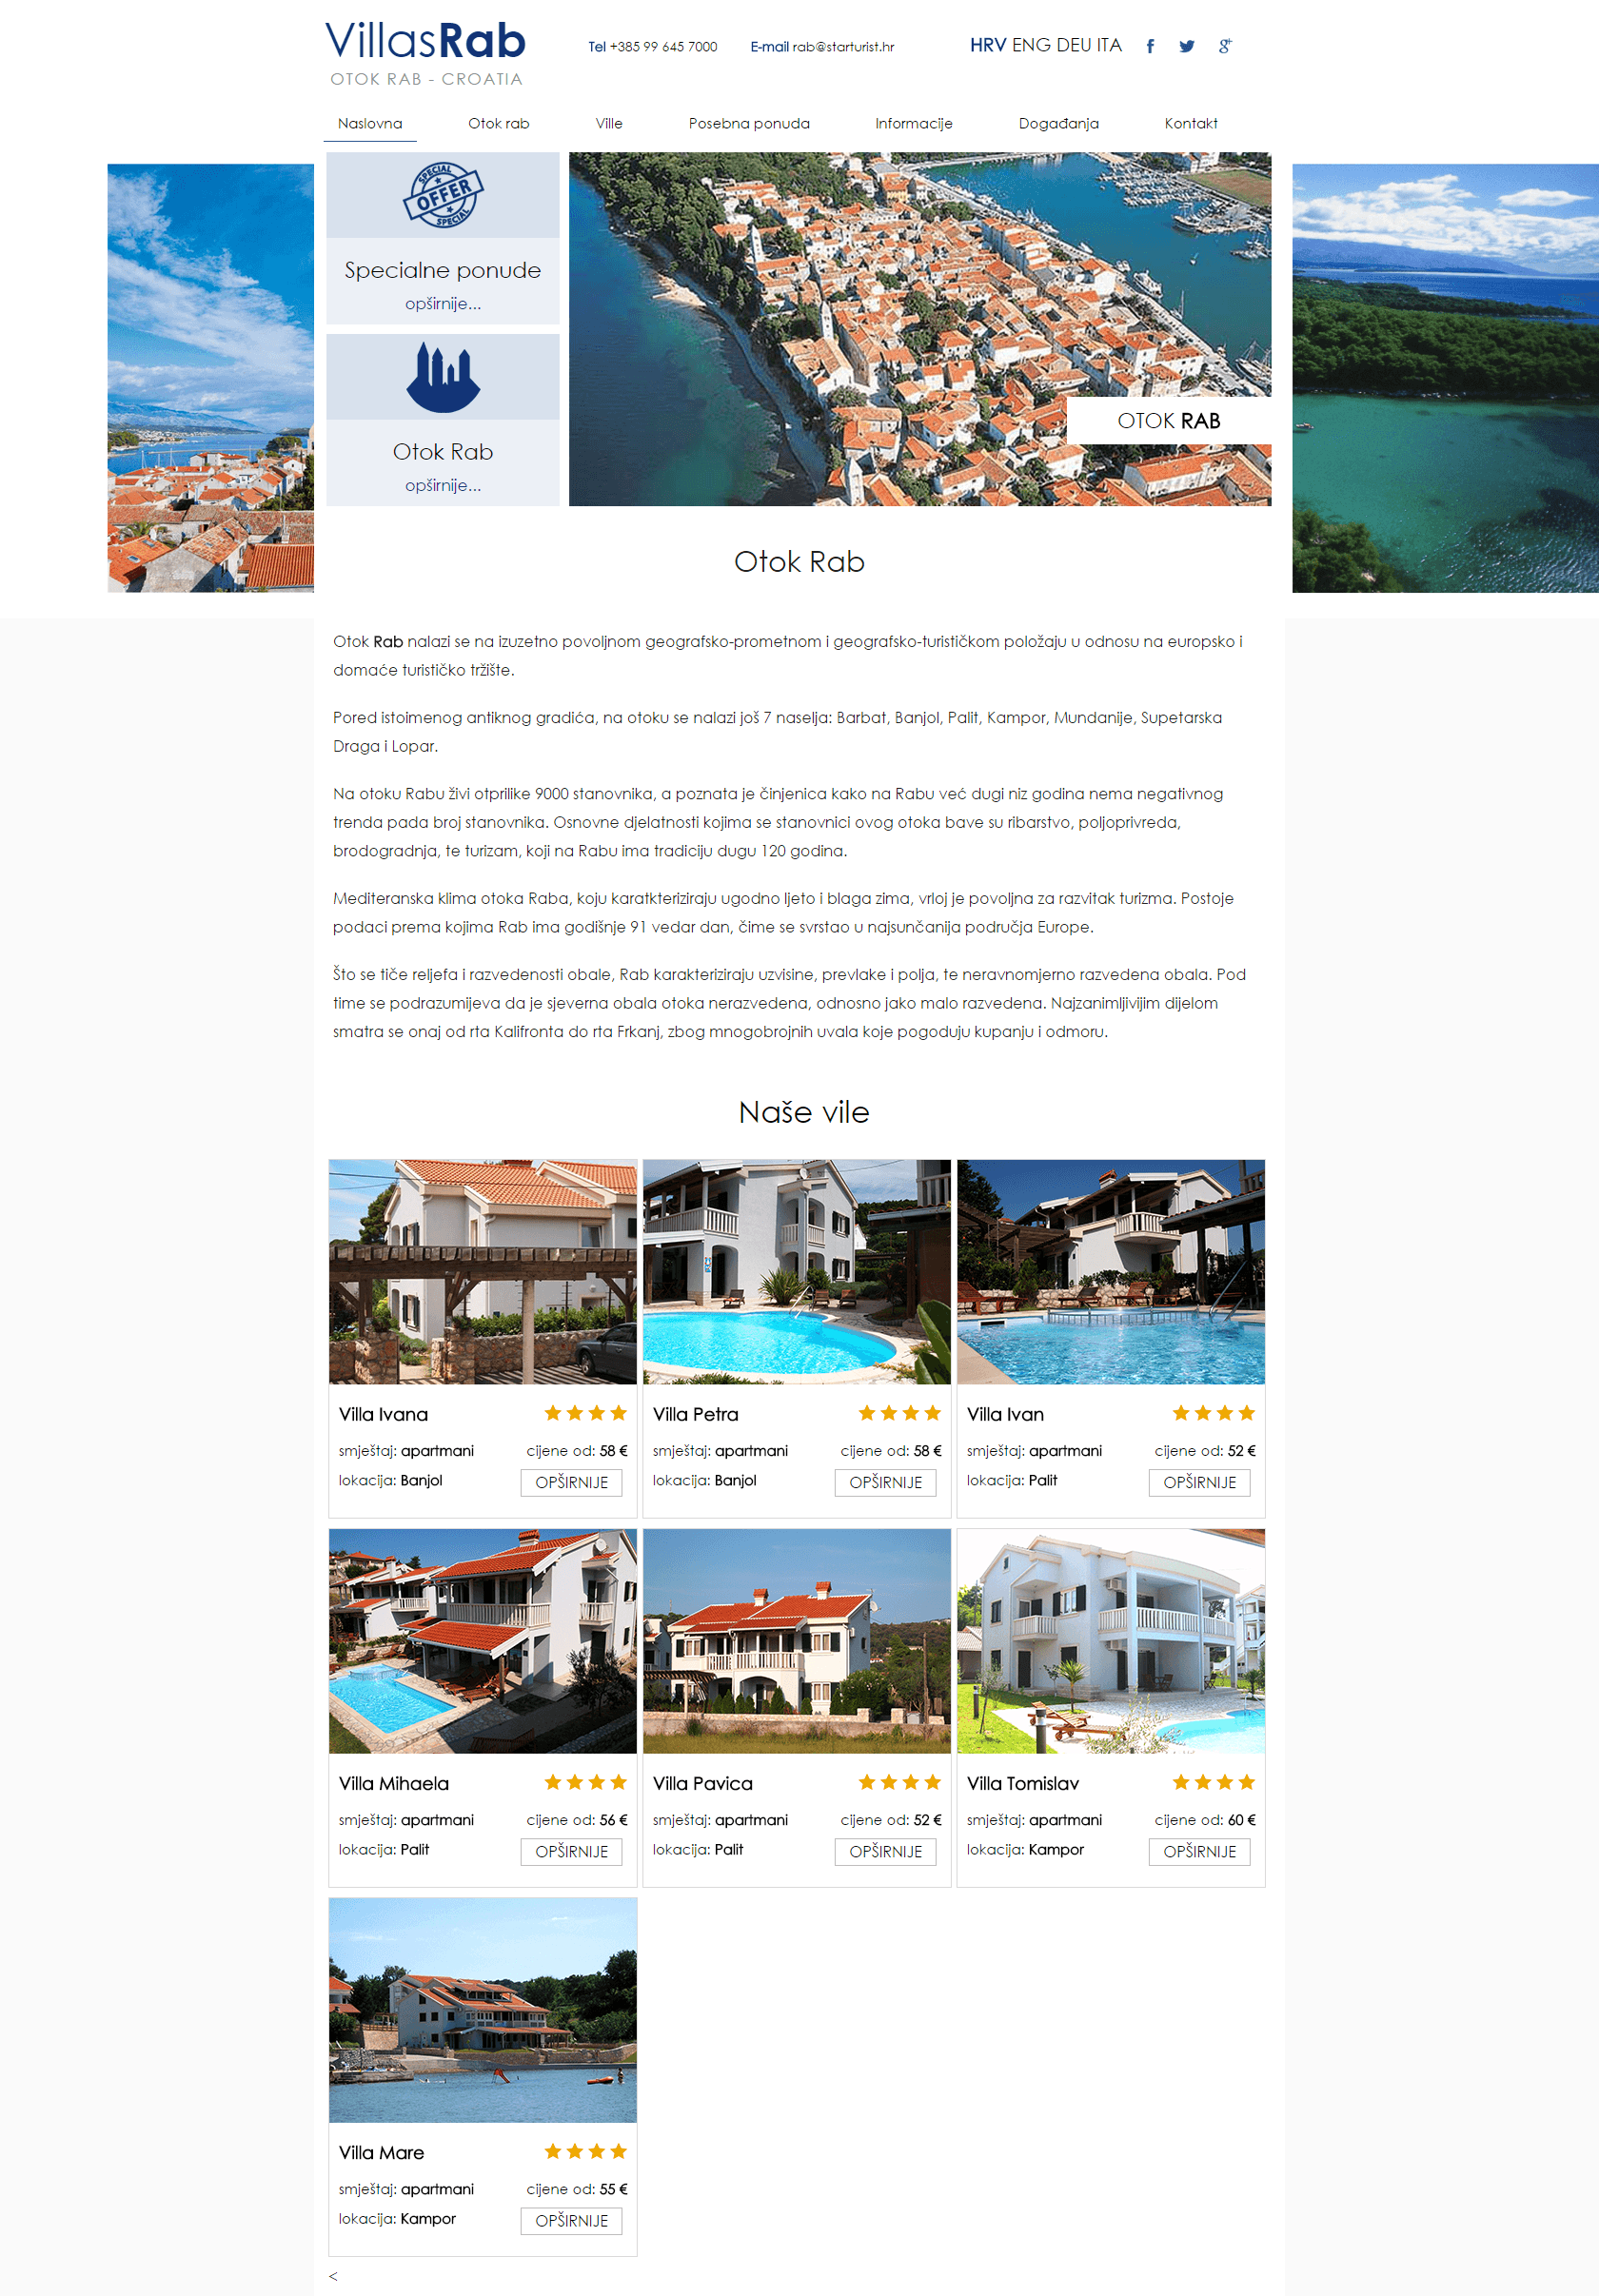 VillasRab
OTOK RAB - CROATIA
Tel +385 99 645 7000 E-mail rab@starturist.hr
HRV ENG DEU ITA
Naslovna Otok rab Ville Posebna ponuda Informacije Događanja Kontakt
SPECIAL OFFER SPECIAL
Specialne ponude
opširnije...
Otok Rab
opširnije...
OTOK RAB
Otok Rab
Otok Rab nalazi se na izuzetno povoljnom geografsko-prometnom i geografsko-turističkom položaju u odnosu na europsko i
domaće turističko tržište.
Pored istoimenog antiknog gradića, na otoku se nalazi još 7 naselja: Barbat, Banjol, Palit, Kampor, Mundanije, Supetarska
Draga i Lopar.
Na otoku Rabu živi otprilike 9000 stanovnika, a poznata je činjenica kako na Rabu već dugi niz godina nema negativnog
trenda pada broj stanovnika. Osnovne djelatnosti kojima se stanovnici ovog otoka bave su ribarstvo, poljoprivreda,
brodogradnja, te turizam, koji na Rabu ima tradiciju dugu 120 godina.
Mediteranska klima otoka Raba, koju karatkteriziraju ugodno ljeto i blaga zima, vrloj je povoljna za razvitak turizma. Postoje
podaci prema kojima Rab ima godišnje 91 vedar dan, čime se svrstao u najsunčanija područja Europe.
Što se tiče reljefa i razvedenosti obale, Rab karakteriziraju uzvisine, prevlake i polja, te neravnomjerno razvedena obala. Pod
time se podrazumijeva da je sjeverna obala otoka nerazvedena, odnosno jako malo razvedena. Najzanimljivijim dijelom
smatra se onaj od rta Kalifronta do rta Frkanj, zbog mnogobrojnih uvala koje pogoduju kupanju i odmoru.
Naše vile
Villa Ivana
smještaj: apartmani cijene od: 58 €
lokacija: Banjol OPŠIRNIJE
Villa Petra
smještaj: apartmani cijene od: 58 €
lokacija: Banjol OPŠIRNIJE
Villa Ivan
smještaj: apartmani cijene od: 52 €
lokacija: Palit OPŠIRNIJE
Villa Mihaela
smještaj: apartmani cijene od: 56 €
lokacija: Palit OPŠIRNIJE
Villa Pavica
smještaj: apartmani cijene od: 52 €
lokacija: Palit OPŠIRNIJE
Villa Tomislav
smještaj: apartmani cijene od: 60 €
lokacija: Kampor OPŠIRNIJE
Villa Mare
smještaj: apartmani cijene od: 55 €
lokacija: Kampor OPŠIRNIJE
<